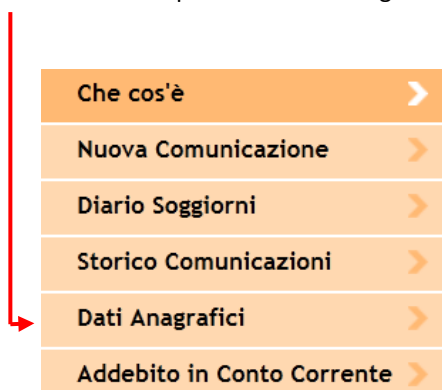 Che cos'è
Nuova Comunicazione
Diario Soggiorni
Storico Comunicazioni
Dati Anagrafici
Addebito in Conto Corrente